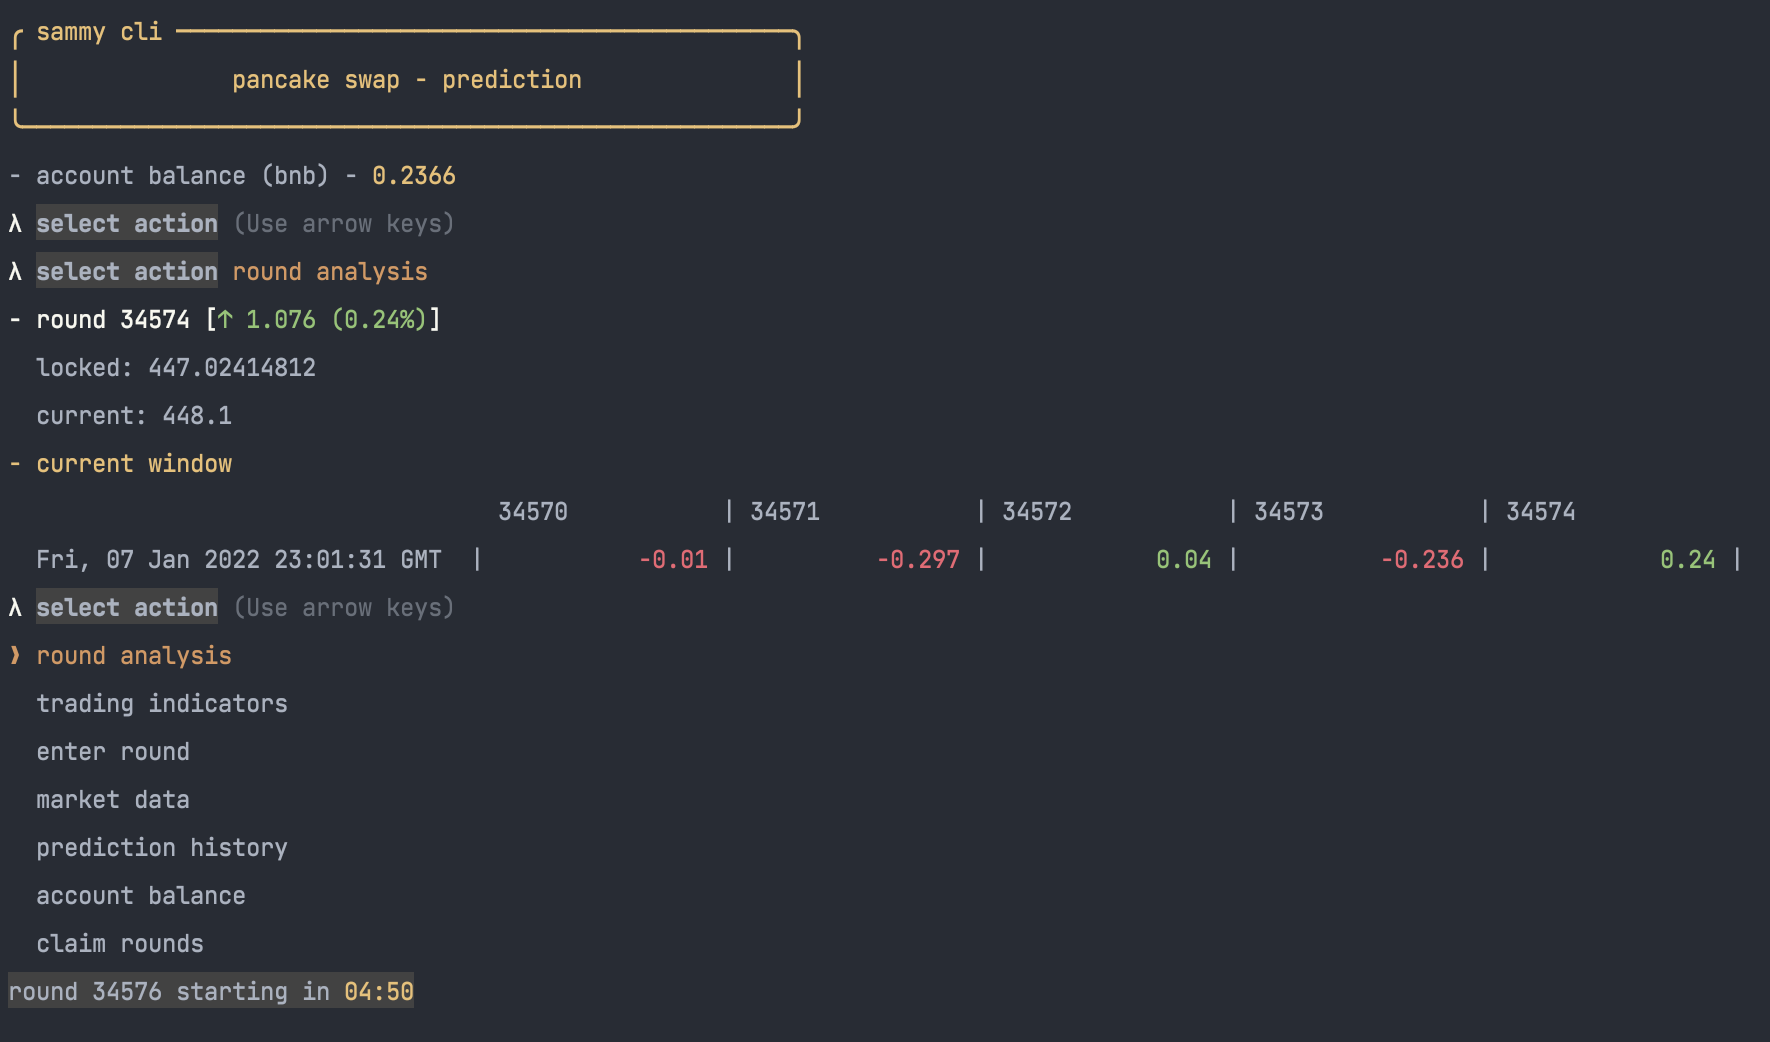 sammy cli
pancake swap - prediction
- account balance (bnb) - 0.2366
λ select action (Use arrow keys)
λ select action round analysis
- round 34574 [↑ 1.076 (0.24%)]
locked: 447.02414812
current: 448.1
- current window
34570 | 34571 | 34572 | 34573 | 34574
Fri, 07 Jan 2022 23:01:31 GMT | -0.01 | -0.297 | 0.04 | -0.236 | 0.24 |
λ select action (Use arrow keys)
❯ round analysis
trading indicators
enter round
market data
prediction history
account balance
claim rounds
round 34576 starting in 04:50